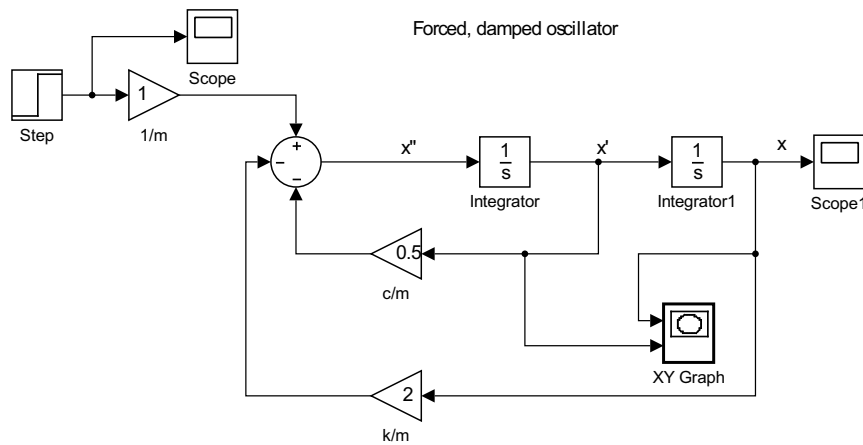 Forced, damped oscillator
Scope
Step
1
1/m
+
−
−
x"
1
s
Integrator
x'
1
s
Integrator1
x
Scope1
0.5
c/m
XY Graph
2
k/m